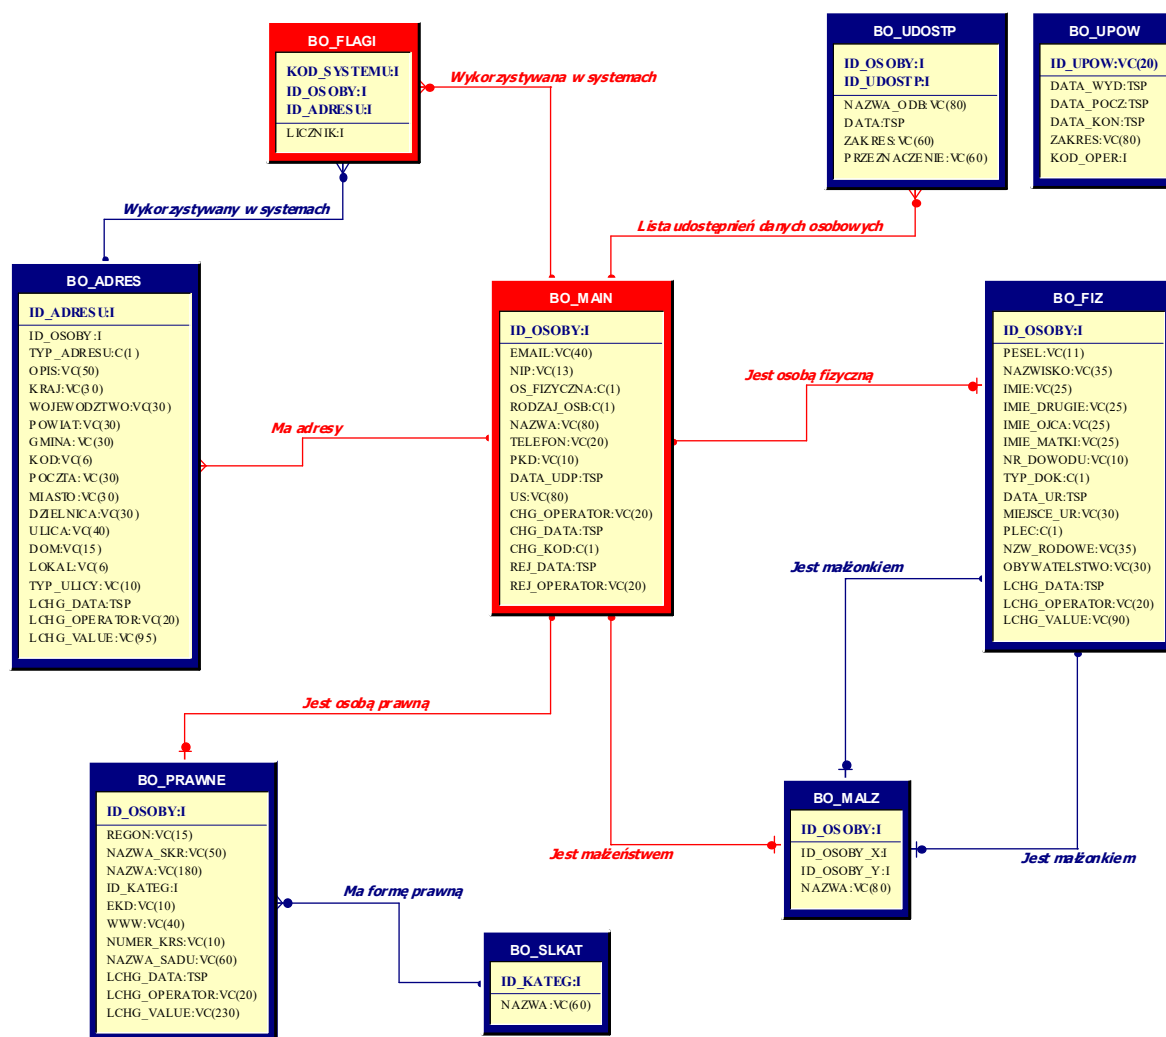 BO_FLAGI
KOD_SYSTEMU:I
ID_OSOBY:I
ID_ADRESU:I
LICZNIK:I
BO_UDOSTP
ID_OSOBY:I
ID_UDOSTP:I
NAZWA_ODB:VC(80)
DATA:TSP
ZAKRES:VC(60)
PRZEZNACZENIE:VC(60)
BO_UPOW
ID_UPOW:VC(20)
DATA_WYD:TSP
DATA_POCZ:TSP
DATA_KON:TSP
ZAKRES:VC(80)
KOD_OPER:I
Wykorzystywana w systemach
Wykorzystywany w systemach
Lista udostępnień danych osobowych
BO_ADRES
ID_ADRESU:I
ID_OSOBY:I
TYP_ADRESU:C(1)
OPIS:VC(50)
KRAJ:VC(30)
WOJEWODZTWO:VC(30)
POWIAT:VC(30)
GMINA:VC(30)
KOD:VC(6)
POCZTA:VC(30)
MIASTO:VC(30)
DZIELNICA:VC(30)
ULICA:VC(40)
DOM:VC(15)
LOKAL:VC(6)
TYP_ULICY:VC(10)
LCHG_DATA:TSP
LCHG_OPERATOR:VC(20)
LCHG_VALUE:VC(95)
Ma adresy
BO_MAIN
ID_OSOBY:I
EMAIL:VC(40)
NIP:VC(13)
OS_FIZYCZNA:C(1)
RODZAJ_OSB:C(1)
NAZWA:VC(80)
TELEFON:VC(20)
PKD:VC(10)
DATA_UDP:TSP
US:VC(80)
CHG_OPERATOR:VC(20)
CHG_DATA:TSP
CHG_KOD:C(1)
REJ_DATA:TSP
REJ_OPERATOR:VC(20)
Jest osobą fizyczną
BO_FIZ
ID_OSOBY:I
PESEL:VC(11)
NAZWISKO:VC(35)
IMIE:VC(25)
IMIE_DRUGIE:VC(25)
IMIE_OJCA:VC(25)
IMIE_MATKI:VC(25)
NR_DOWODU:VC(10)
TYP_DOK:C(1)
DATA_UR:TSP
MIEJSCE_UR:VC(30)
PLEC:C(1)
NZW_RODOWE:VC(35)
OBYWATELSTWO:VC(30)
LCHG_DATA:TSP
LCHG_OPERATOR:VC(20)
LCHG_VALUE:VC(90)
Jest małżonkiem
Jest osobą prawną
BO_PRAWNE
ID_OSOBY:I
REGON:VC(15)
NAZWA_SKR:VC(50)
NAZWA:VC(180)
ID_KATEG:I
EKD:VC(10)
WWW:VC(40)
NUMER_KRS:VC(10)
NAZWA_SADU:VC(60)
LCHG_DATA:TSP
LCHG_OPERATOR:VC(20)
LCHG_VALUE:VC(230)
Ma formę prawną
BO_SLKAT
ID_KATEG:I
NAZWA:VC(60)
Jest małżeństwem
BO_MALZ
ID_OSOBY:I
ID_OSOBY_X:I
ID_OSOBY_Y:I
NAZWA:VC(80)
Jest małżonkiem